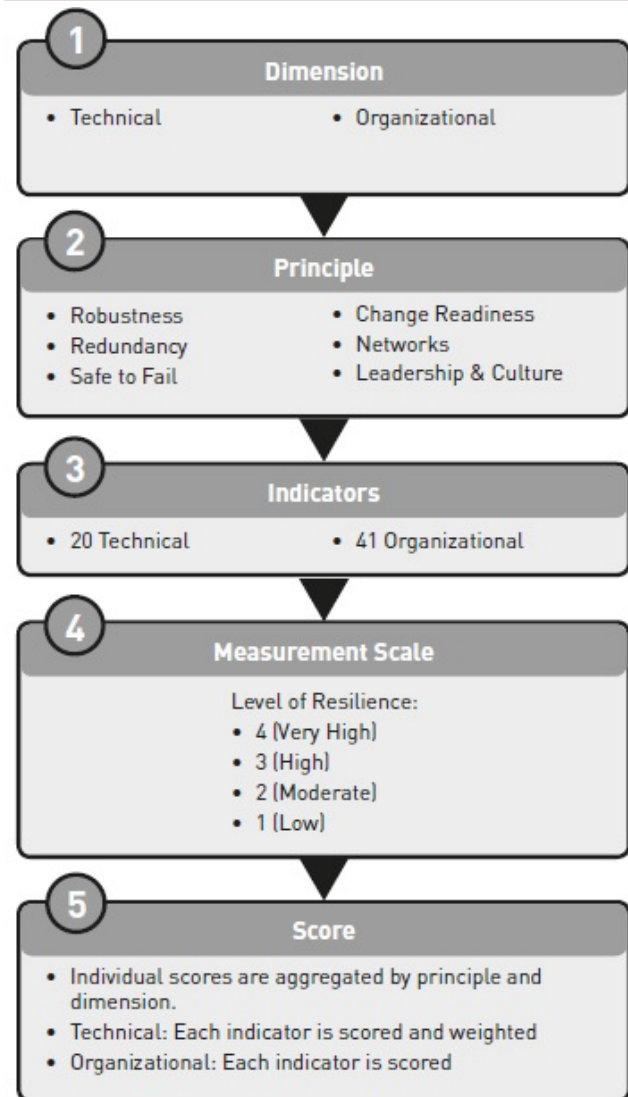 1
Dimension
• Technical
• Organizational
2
Principle
• Robustness
• Redundancy
• Safe to Fail
• Change Readiness
• Networks
• Leadership & Culture
3
Indicators
• 20 Technical
• 41 Organizational
4
Measurement Scale
Level of Resilience:
• 4 (Very High)
• 3 (High)
• 2 (Moderate)
• 1 (Low)
5
Score
• Individual scores are aggregated by principle and
dimension.
• Technical: Each indicator is scored and weighted
• Organizational: Each indicator is scored